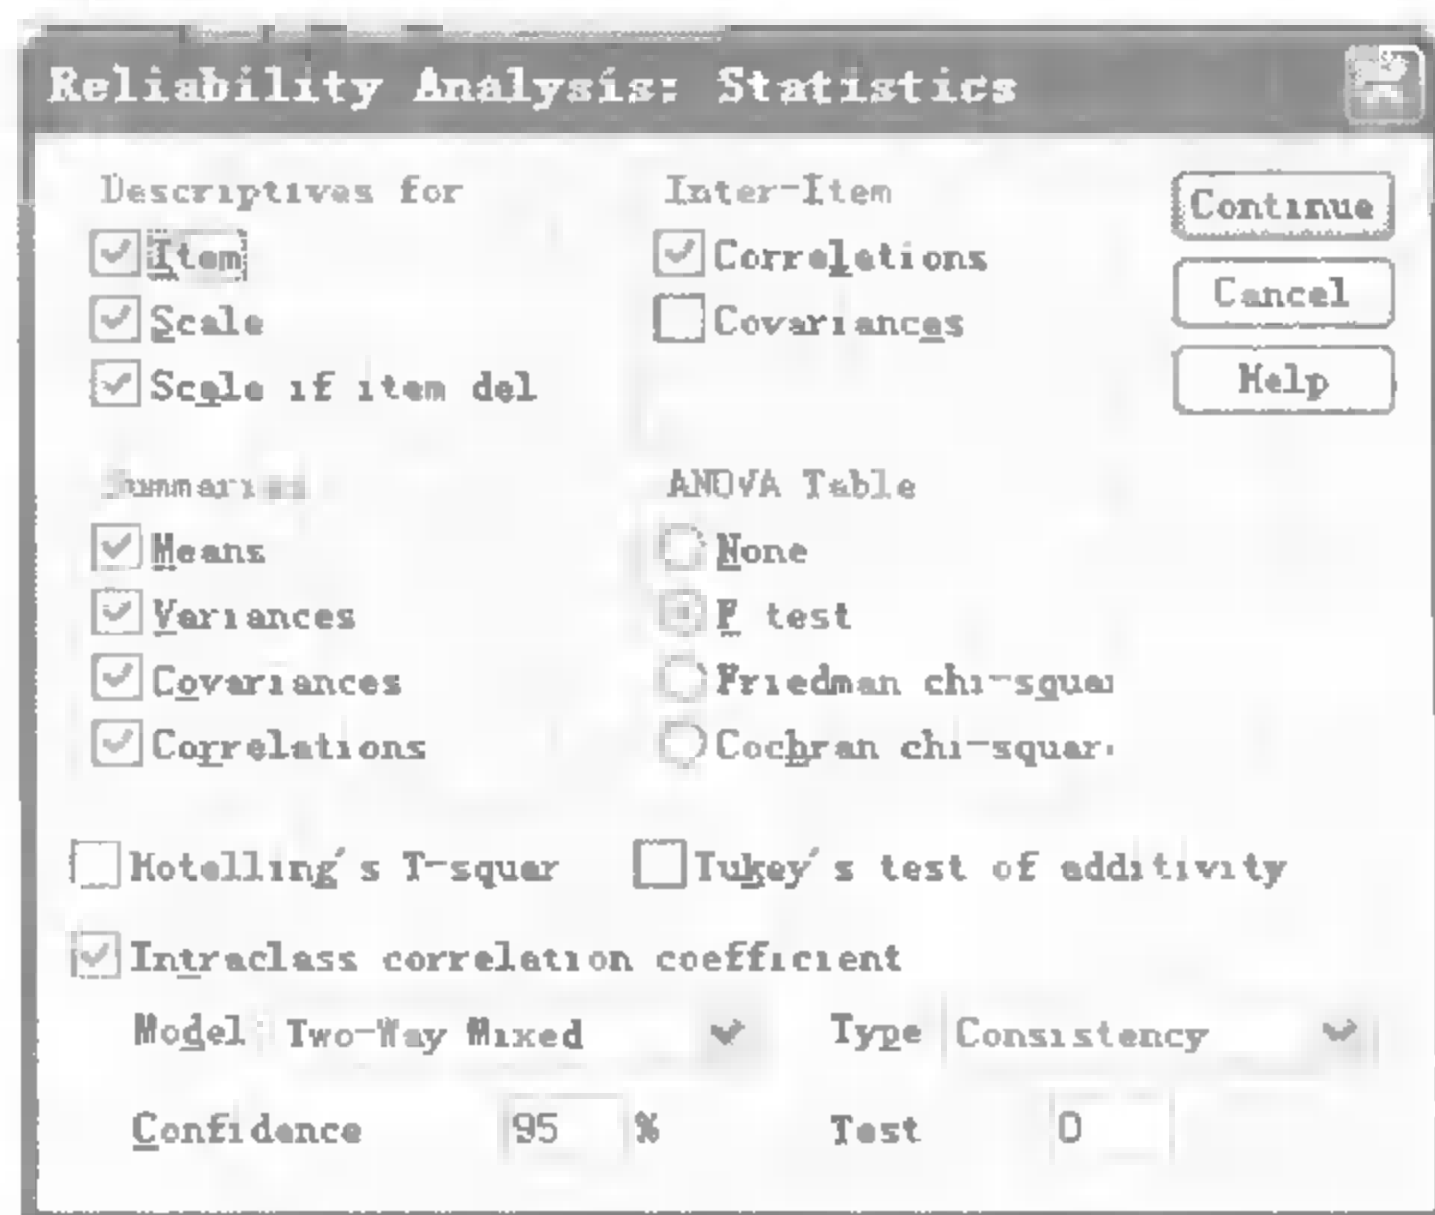 Reliability Analysis: Statistics
Descriptives for
Item
Scale
Scale if item del
Inter-Item
Correlations
Covariances
Continue
Cancel
Help
Summaries
Means
Variances
Covariances
Correlations
ANOVA Table
None
F test
Friedman chi-squar
Cochran chi-squar
Hotelling's T-squar
Tukey's test of additivity
Intraclass correlation coefficient
Model: Two-Way Mixed
Type Consistency
Confidence 95 %
Test 0